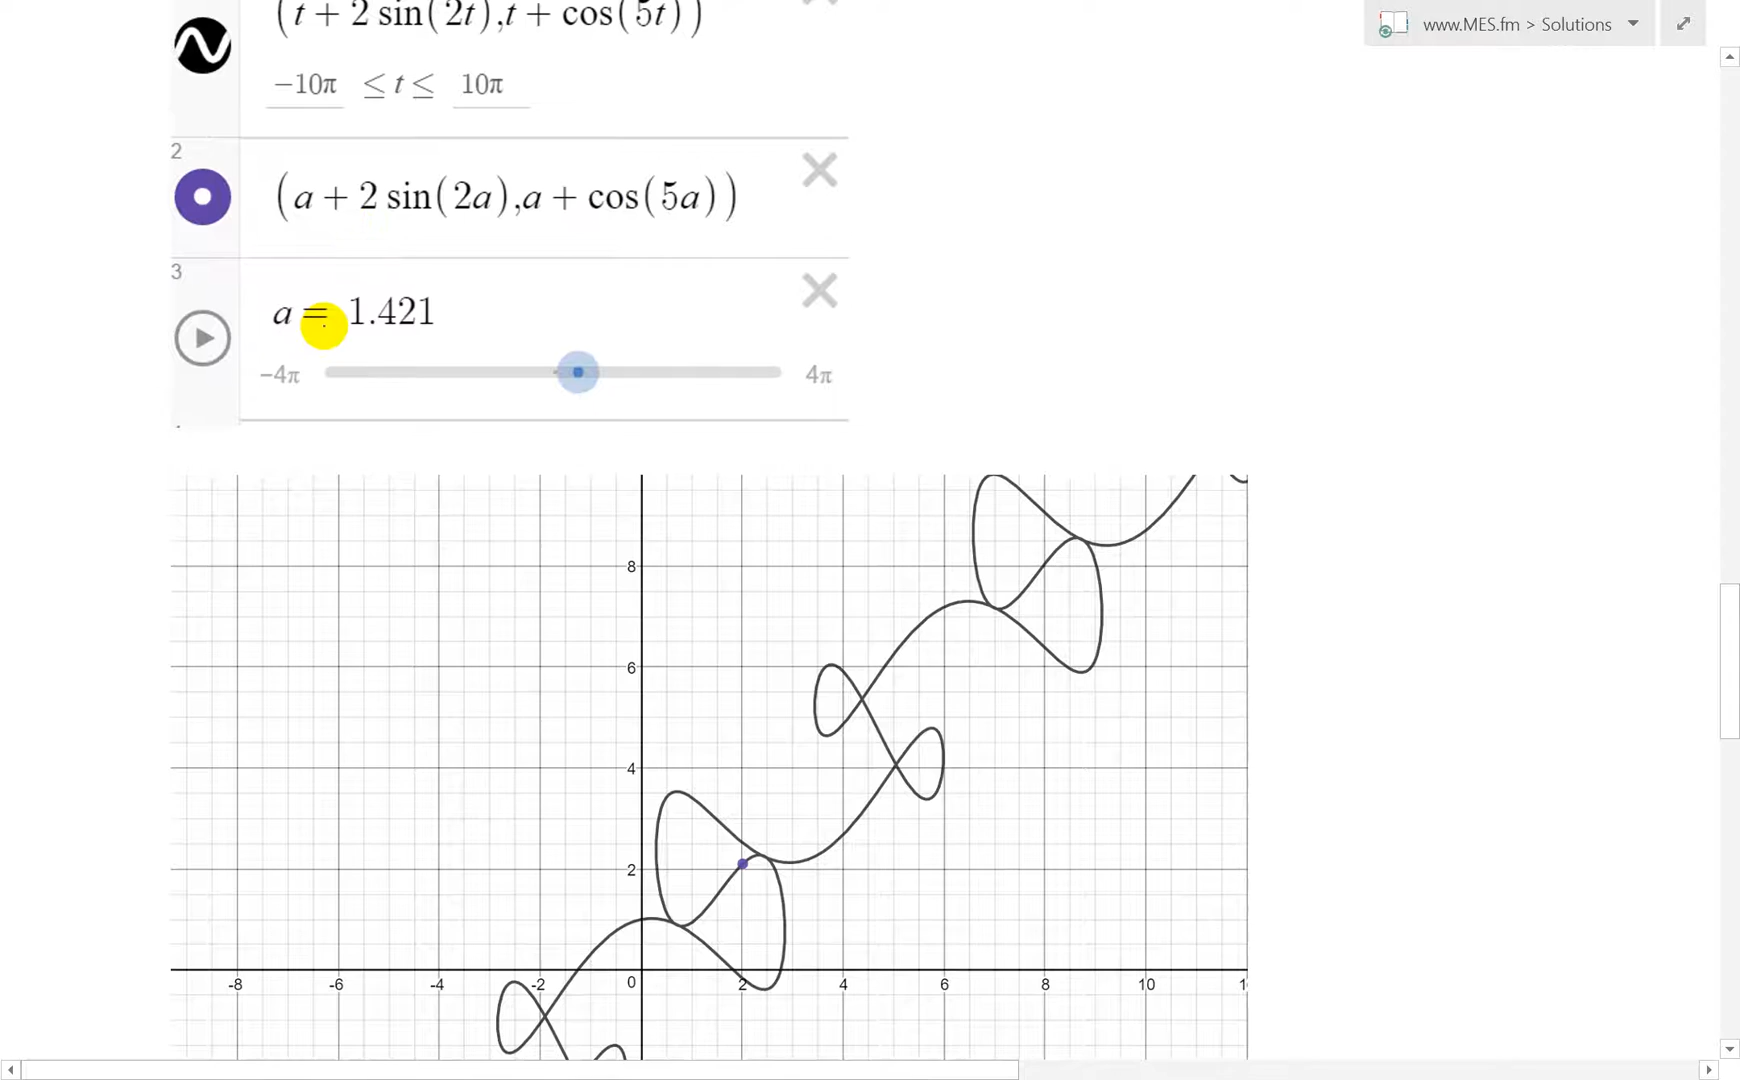 (t + 2 sin(2t),t + cos(5t))
www.MES.fm > Solutions
−10π ≤ t ≤ 10π
2
(a + 2 sin(2a),a + cos(5a))
3
a = 1.421
−4π 4π
8
6
4
2
0
-8 -6 -4 -2 2 4 6 8 10 1